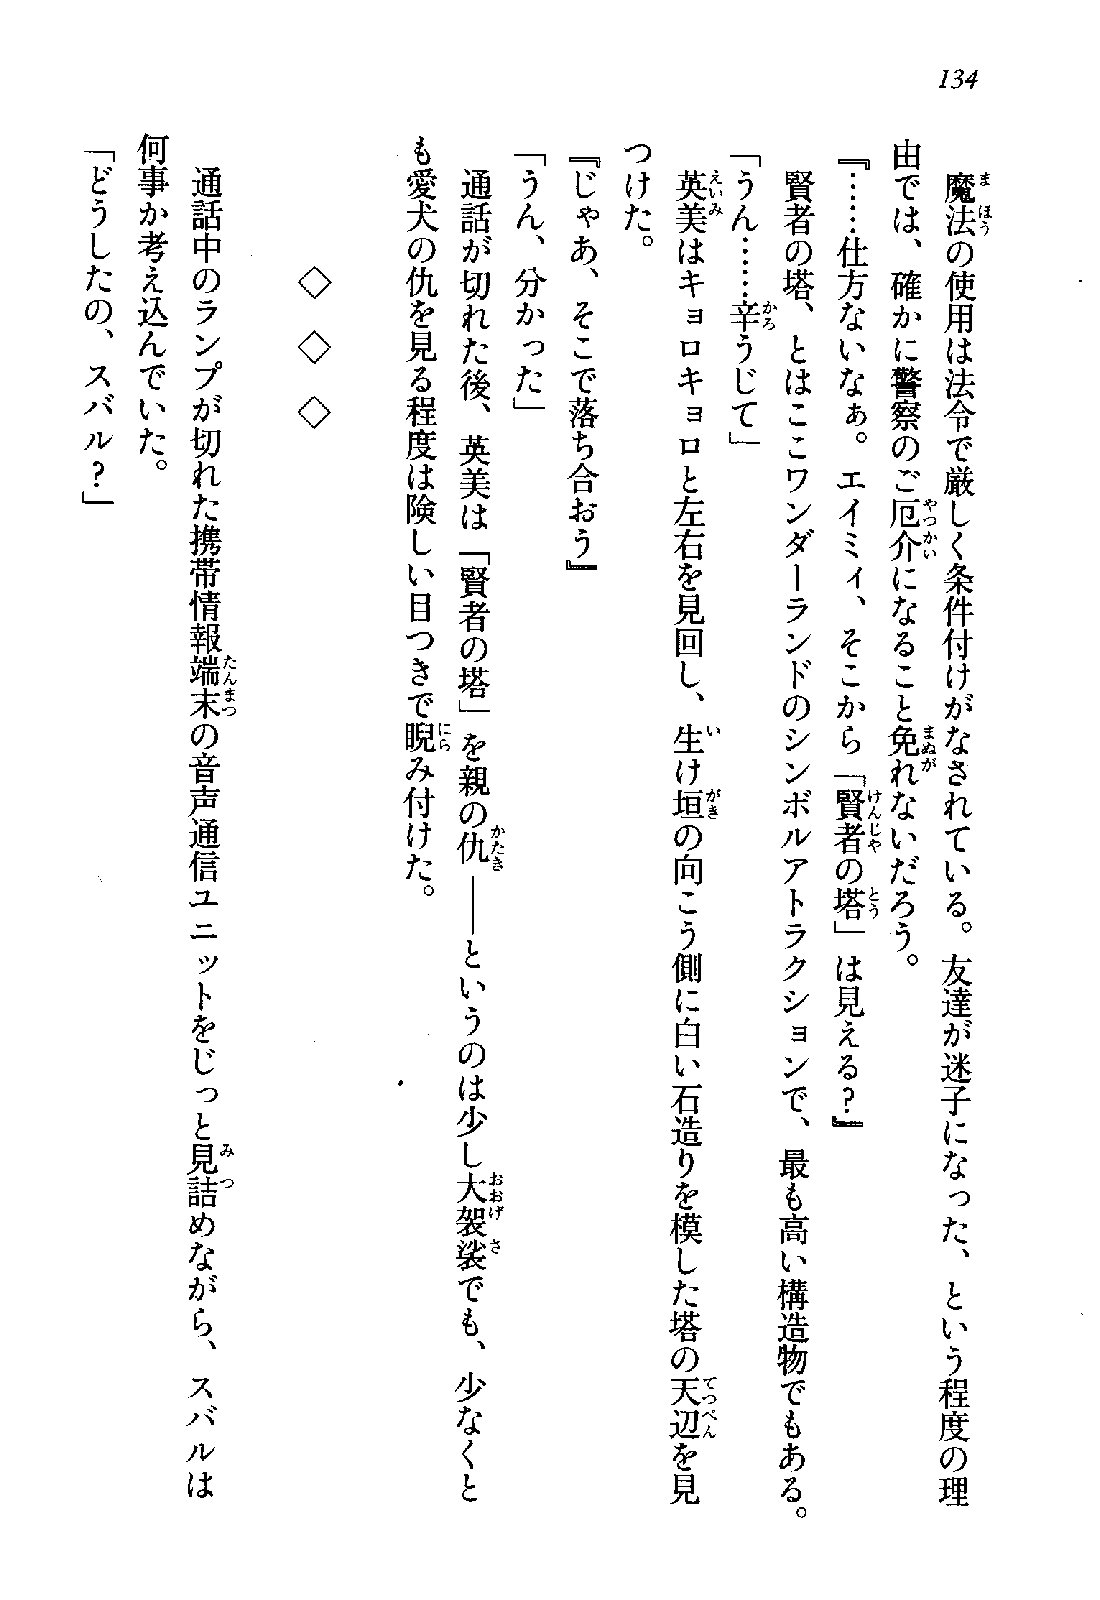 134
魔法の使用は法令で厳しく条件付けがなされている。友達が迷子になった、という程度の理
由では、確かに警察のご厄介になること免れないだろう。
『……仕方ないなぁ。エイミィ、そこから「賢者の塔」は見える？』
賢者の塔、とはここワンダーランドのシンボルアトラクションで、最も高い構造物でもある。
「うん……辛うじて」
英美はキョロキョロと左右を見回し、生け垣の向こう側に白い石造りを模した塔の天辺を見
つけた。
『じゃあ、そこで落ち合おう』
「うん、分かった」
通話が切れた後、英美は「賢者の塔」を親の仇――というのは少し大袈裟でも、少なくと
も愛犬の仇を見る程度は険しい目つきで睨み付けた。
◇　◇　◇
通話中のランプが切れた携帯情報端末の音声通信ユニットをじっと見詰めながら、スバルは
何事か考え込んでいた。
「どうしたの、スバル？」